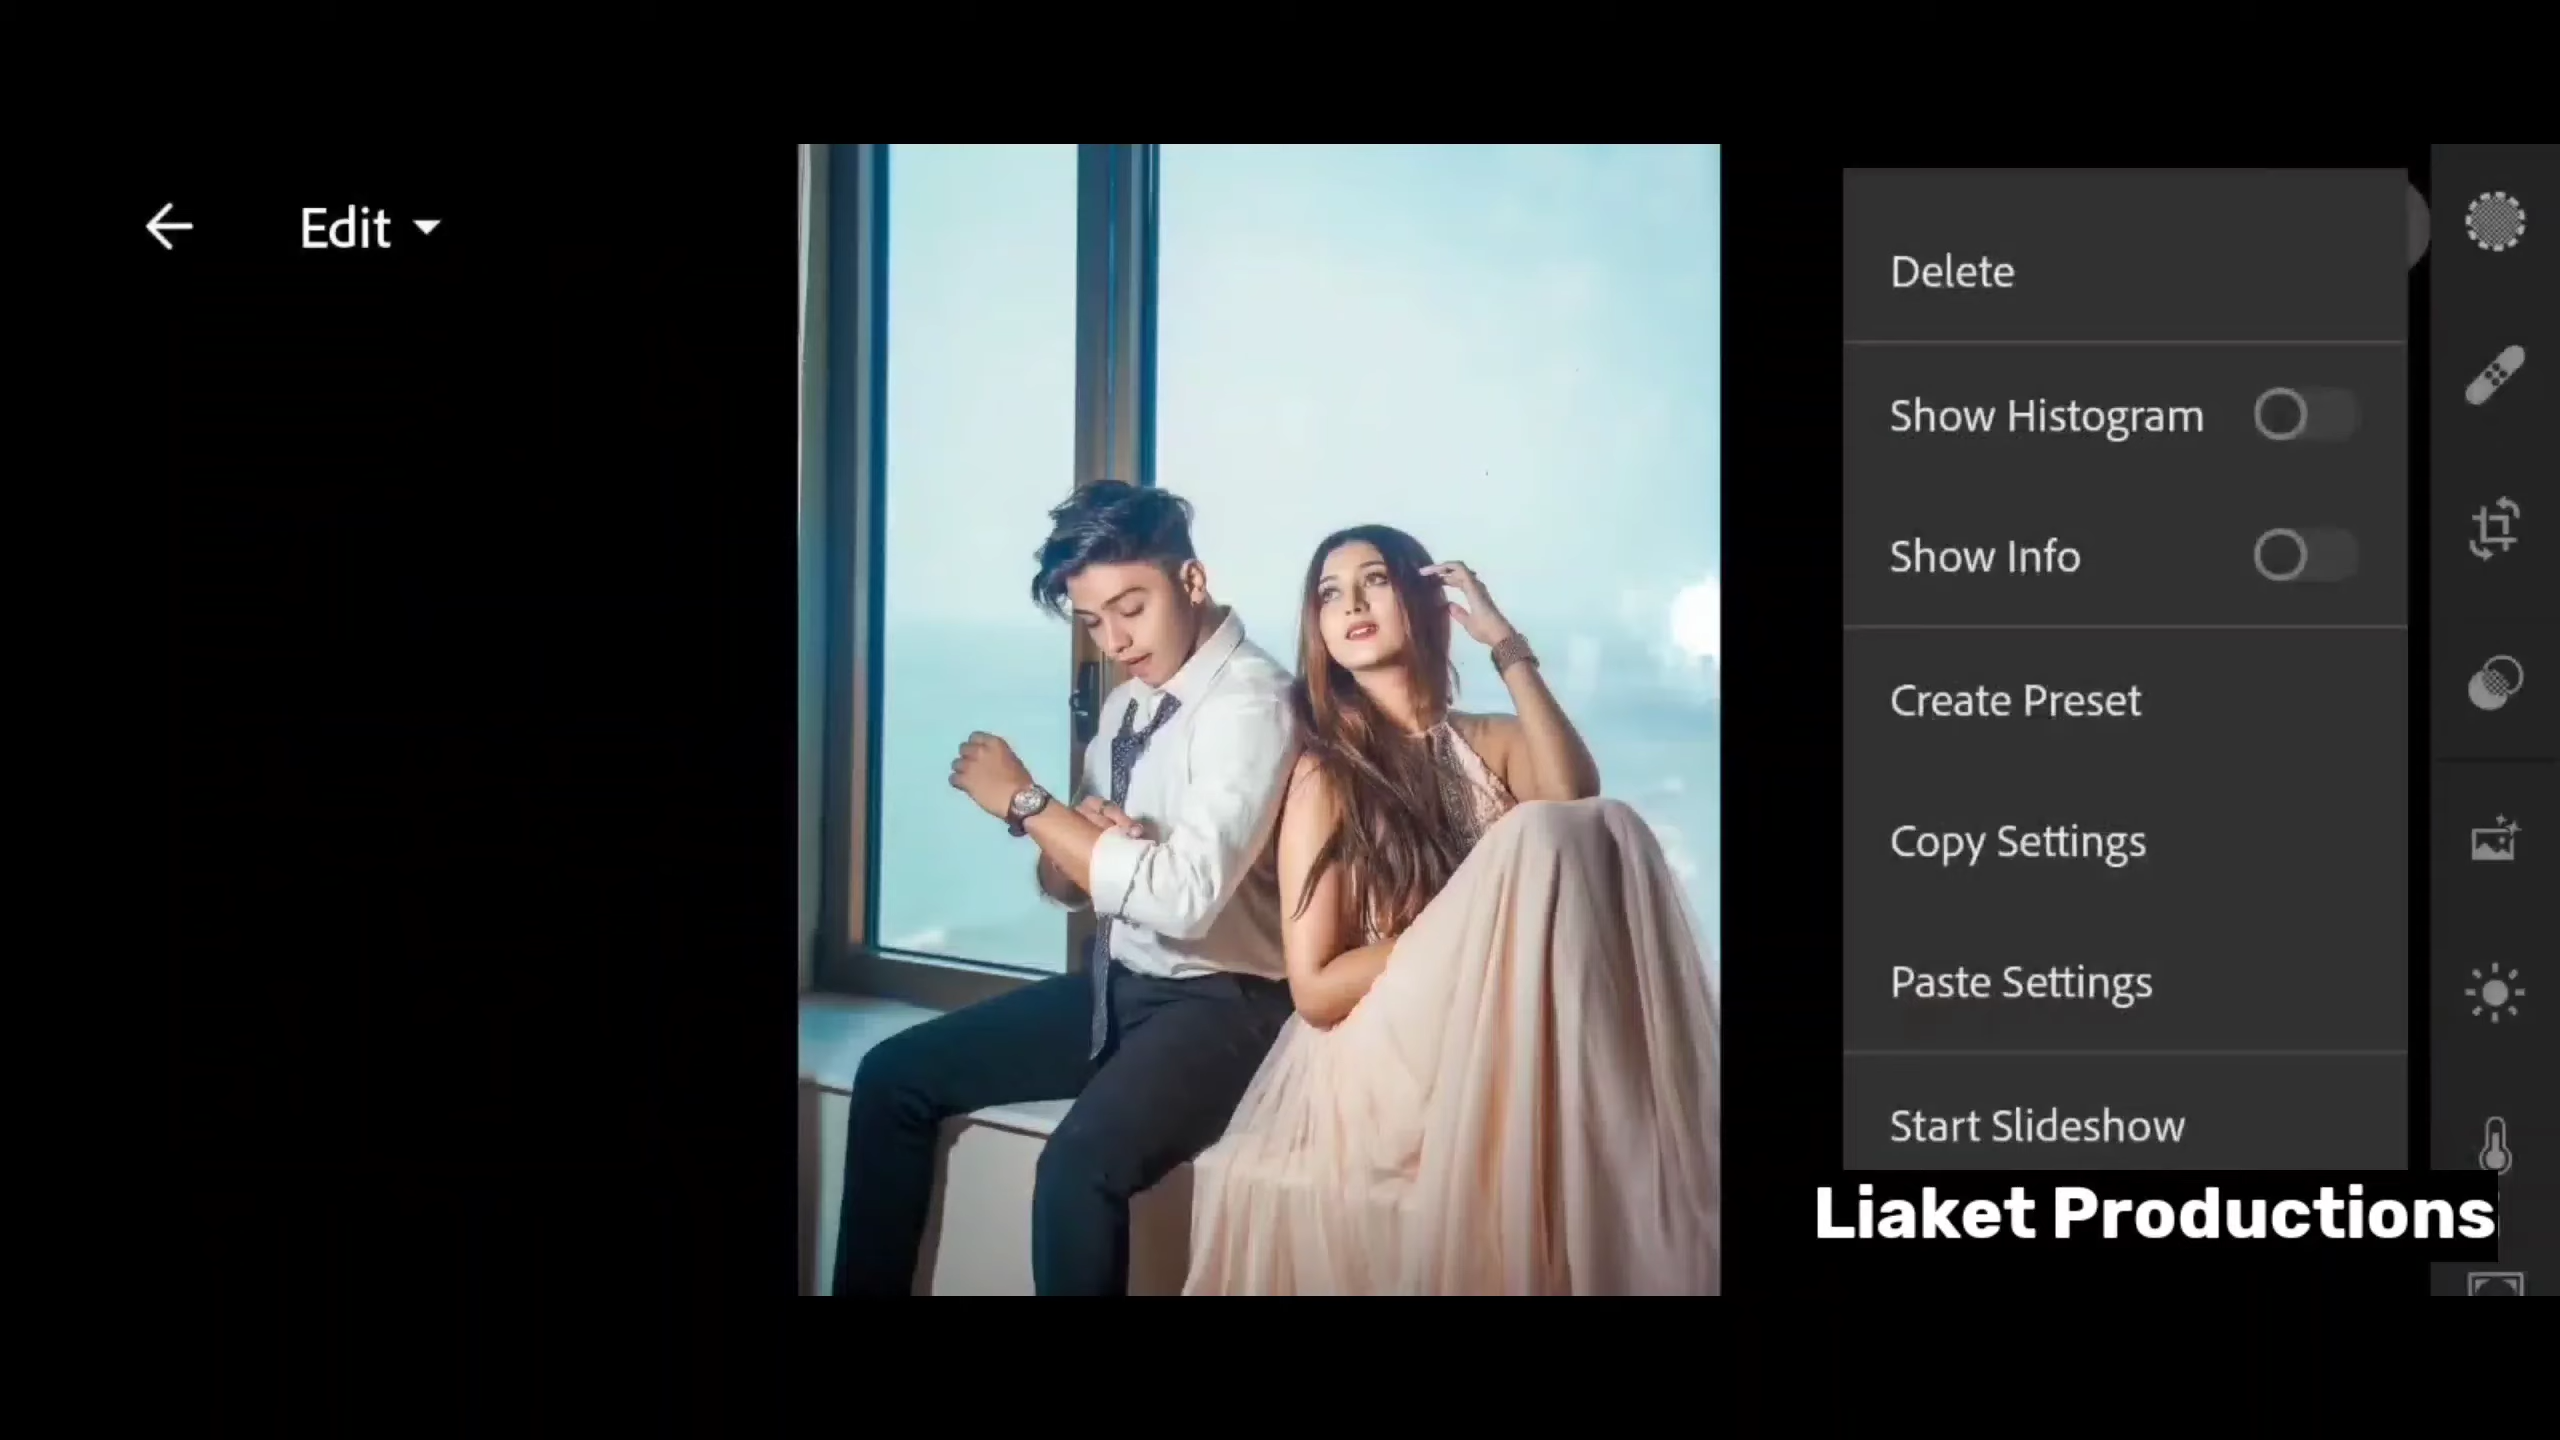 Edit
Delete
Show Histogram
Show Info
Create Preset
Copy Settings
Paste Settings
Start Slideshow
Liaket Productions